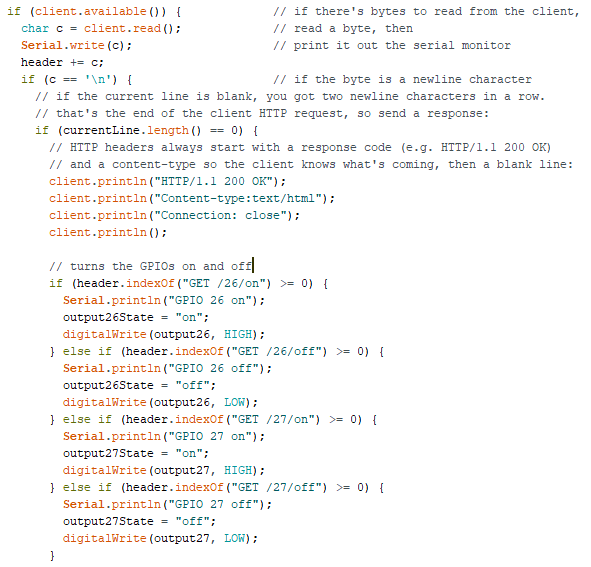 if (client.available()) {             // if there's bytes to read from the client,
  char c = client.read();             // read a byte, then
  Serial.write(c);                    // print it out the serial monitor
  header += c;
  if (c == '\n') {                    // if the byte is a newline character
    // if the current line is blank, you got two newline characters in a row.
    // that's the end of the client HTTP request, so send a response:
    if (currentLine.length() == 0) {
      // HTTP headers always start with a response code (e.g. HTTP/1.1 200 OK)
      // and a content-type so the client knows what's coming, then a blank line:
      client.println("HTTP/1.1 200 OK");
      client.println("Content-type:text/html");
      client.println("Connection: close");
      client.println();

      // turns the GPIOs on and off
      if (header.indexOf("GET /26/on") >= 0) {
        Serial.println("GPIO 26 on");
        output26State = "on";
        digitalWrite(output26, HIGH);
      } else if (header.indexOf("GET /26/off") >= 0) {
        Serial.println("GPIO 26 off");
        output26State = "off";
        digitalWrite(output26, LOW);
      } else if (header.indexOf("GET /27/on") >= 0) {
        Serial.println("GPIO 27 on");
        output27State = "on";
        digitalWrite(output27, HIGH);
      } else if (header.indexOf("GET /27/off") >= 0) {
        Serial.println("GPIO 27 off");
        output27State = "off";
        digitalWrite(output27, LOW);
      }